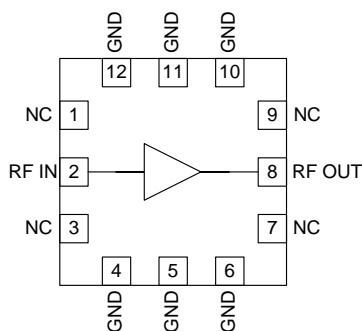 GND GND GND
12 11 10
NC 1 9 NC
RF IN 2 8 RF OUT
NC 3 7 NC
4 5 6
GND GND GND